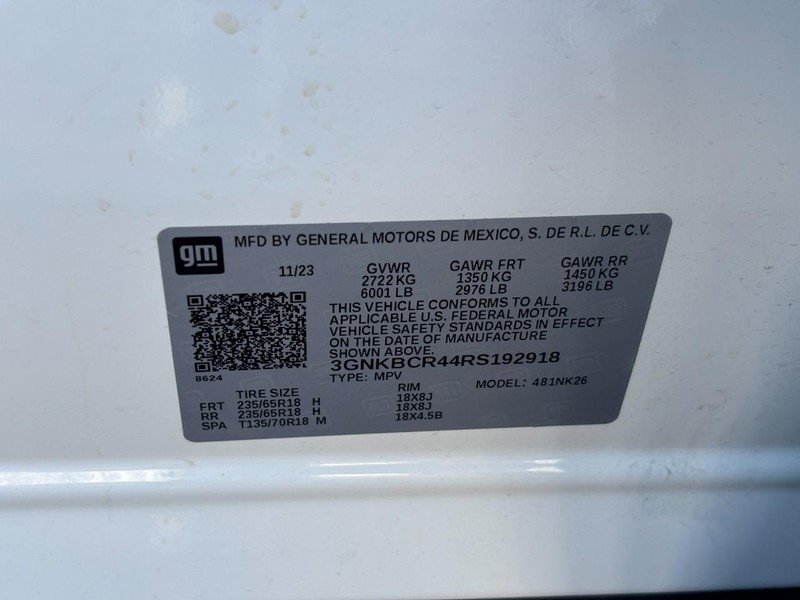 gm MFD BY GENERAL MOTORS DE MEXICO, S. DE R.L. DE C.V.
11/23 GVWR GAWR FRT GAWR RR
2722 KG 1350 KG 1450 KG
6001 LB 2976 LB 3196 LB
THIS VEHICLE CONFORMS TO ALL
APPLICABLE U.S. FEDERAL MOTOR
VEHICLE SAFETY STANDARDS IN EFFECT
ON THE DATE OF MANUFACTURE
SHOWN ABOVE.
3GNKBCR44RS192918
8624 TYPE: MPV MODEL: 481NK26
TIRE SIZE RIM
FRT 235/65R18 H 18X8J
RR 235/65R18 H 18X8J
SPA T135/70R18 M 18X4.5B